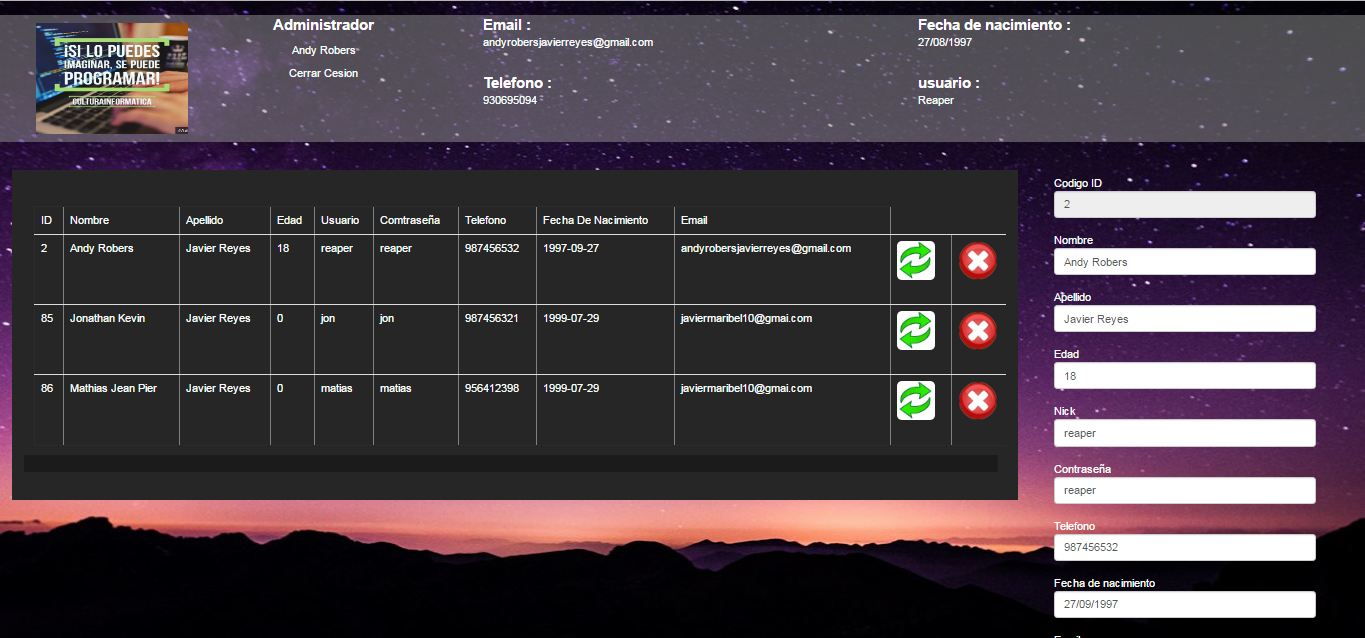 ¡SI LO PUEDES
IMAGINAR, SE PUEDE
PROGRAMAR!
CULTURAINFORMATICA
Administrador
Andy Robers
Cerrar Cesion
Email :
andyrobersjavierreyes@gmail.com
Telefono :
930695094
Fecha de nacimiento :
27/08/1997
usuario :
Reaper
ID Nombre Apellido Edad Usuario Comtraseña Telefono Fecha De Nacimiento Email
2 Andy Robers Javier Reyes 18 reaper reaper 987456532 1997-09-27 andyrobersjavierreyes@gmail.com
85 Jonathan Kevin Javier Reyes 0 jon jon 987456321 1999-07-29 javiermaribel10@gmai.com
86 Mathias Jean Pier Javier Reyes 0 matias matias 956412398 1999-07-29 javiermaribel10@gmai.com
Codigo ID
2
Nombre
Andy Robers
Apellido
Javier Reyes
Edad
18
Nick
reaper
Contraseña
reaper
Telefono
987456532
Fecha de nacimiento
27/09/1997